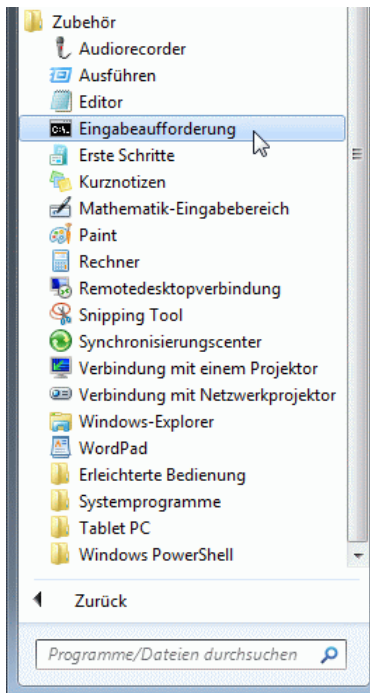 Zubehör
Audiorecorder
Ausführen
Editor
Eingabeaufforderung
Erste Schritte
Kurznotizen
Mathematik-Eingabebereich
Paint
Rechner
Remotedesktopverbindung
Snipping Tool
Synchronisierungscenter
Verbindung mit einem Projektor
Verbindung mit Netzwerkprojektor
Windows-Explorer
WordPad
Erleichterte Bedienung
Systemprogramme
Tablet PC
Windows PowerShell
Zurück
Programme/Dateien durchsuchen